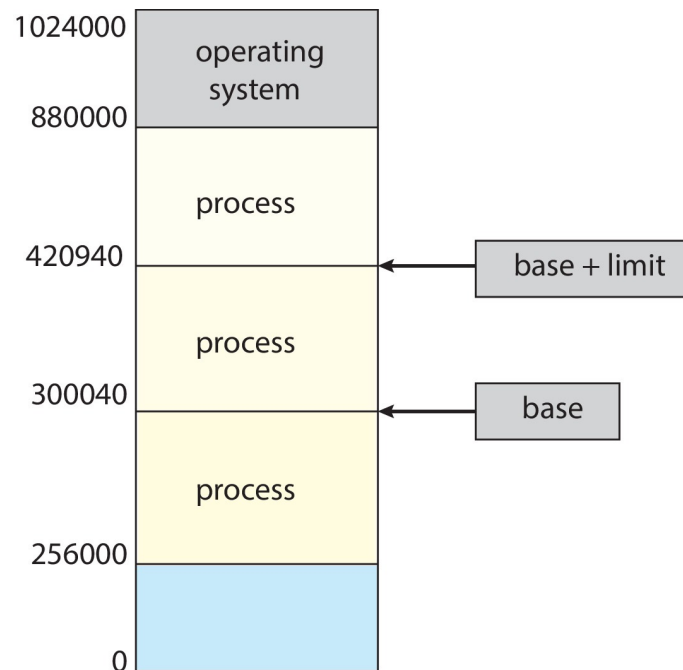 1024000
operating
system
880000
process
420940
base + limit
process
300040
base
process
256000
0